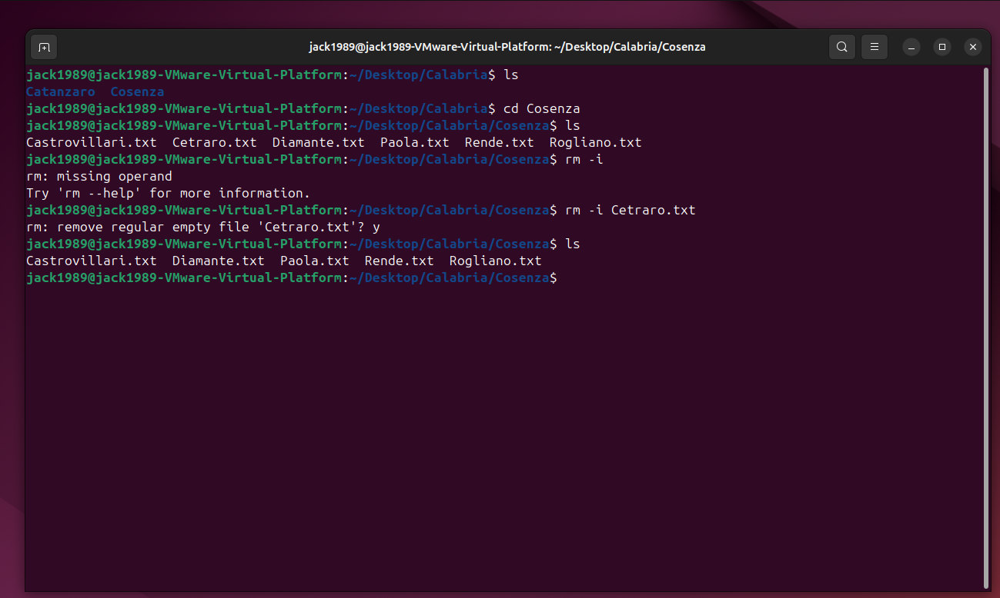 jack1989@jack1989-VMware-Virtual-Platform: ~/Desktop/Calabria/Cosenza
jack1989@jack1989-VMware-Virtual-Platform:~/Desktop/Calabria$ ls
Catanzaro  Cosenza
jack1989@jack1989-VMware-Virtual-Platform:~/Desktop/Calabria$ cd Cosenza
jack1989@jack1989-VMware-Virtual-Platform:~/Desktop/Calabria/Cosenza$ ls
Castrovillari.txt  Cetraro.txt  Diamante.txt  Paola.txt  Rende.txt  Rogliano.txt
jack1989@jack1989-VMware-Virtual-Platform:~/Desktop/Calabria/Cosenza$ rm -i
rm: missing operand
Try 'rm --help' for more information.
jack1989@jack1989-VMware-Virtual-Platform:~/Desktop/Calabria/Cosenza$ rm -i Cetraro.txt
rm: remove regular empty file 'Cetraro.txt'? y
jack1989@jack1989-VMware-Virtual-Platform:~/Desktop/Calabria/Cosenza$ ls
Castrovillari.txt  Diamante.txt  Paola.txt  Rende.txt  Rogliano.txt
jack1989@jack1989-VMware-Virtual-Platform:~/Desktop/Calabria/Cosenza$